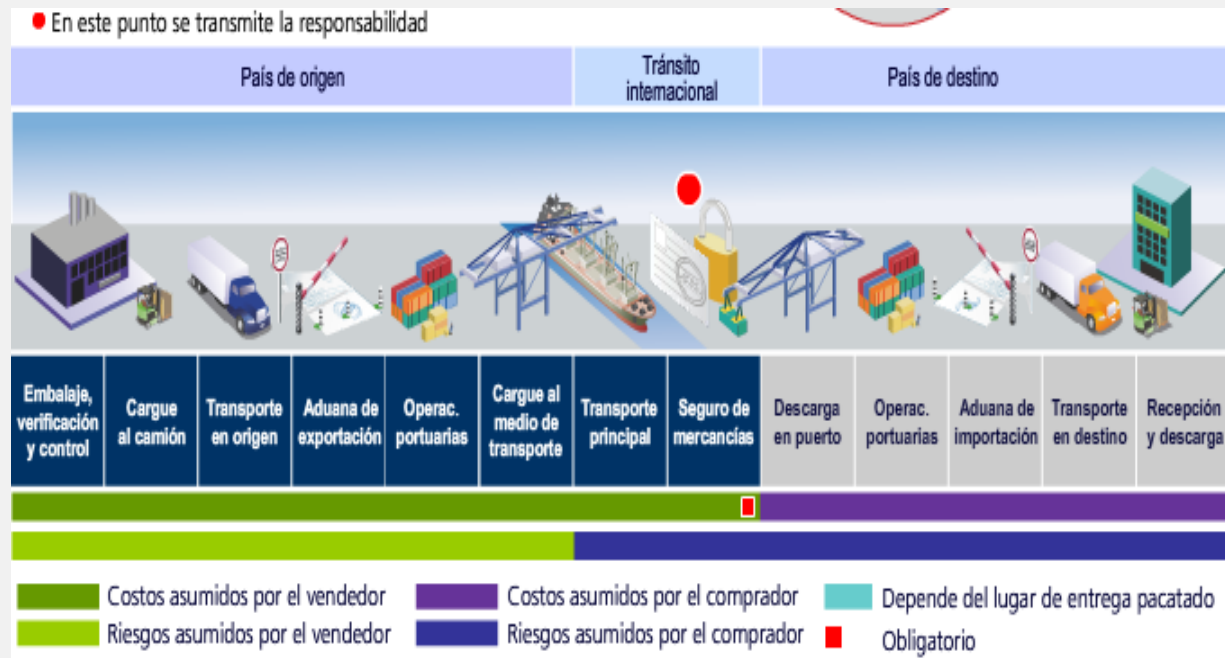 En este punto se transmite la responsabilidad
País de origen
Tránsito
internacional
País de destino
Embalaje,
verificación
y control
Cargue
al camión
Transporte
en origen
Aduana de
exportación
Operac.
portuarias
Cargue al
medio de
transporte
Transporte
principal
Seguro de
mercancías
Descarga
en puerto
Operac.
portuarias
Aduana de
importación
Transporte
en destino
Recepción
y descarga
Costos asumidos por el vendedor
Costos asumidos por el comprador
Depende del lugar de entrega pacatado
Riesgos asumidos por el vendedor
Riesgos asumidos por el comprador
Obligatorio